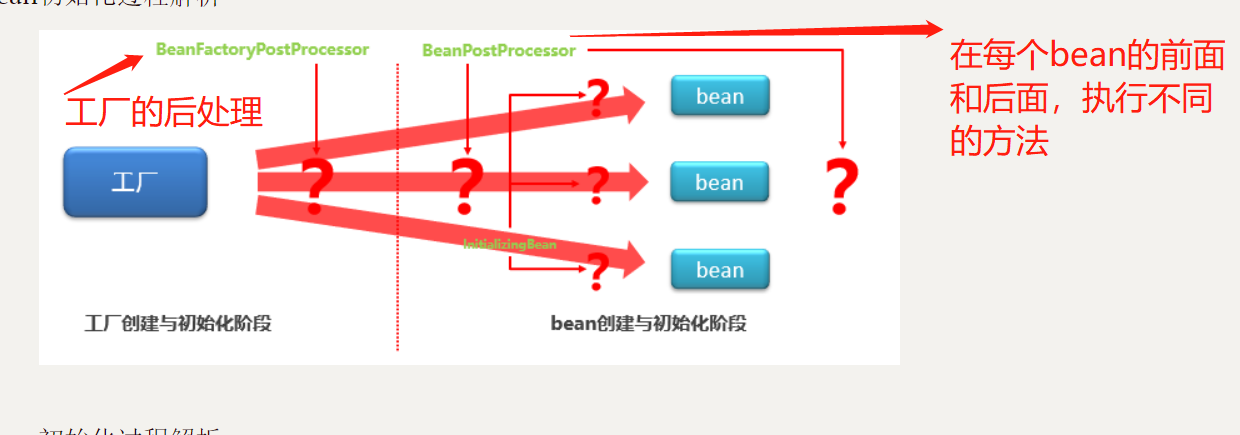 ean初始化过程解析
BeanFactoryPostProcessor
BeanPostProcessor
在每个bean的前面
和后面，执行不同
的方法
工厂的后处理
?
bean
工厂
?
?
?
bean
?
InitializingBean
?
bean
工厂创建与初始化阶段
bean创建与初始化阶段
初始化过程解析